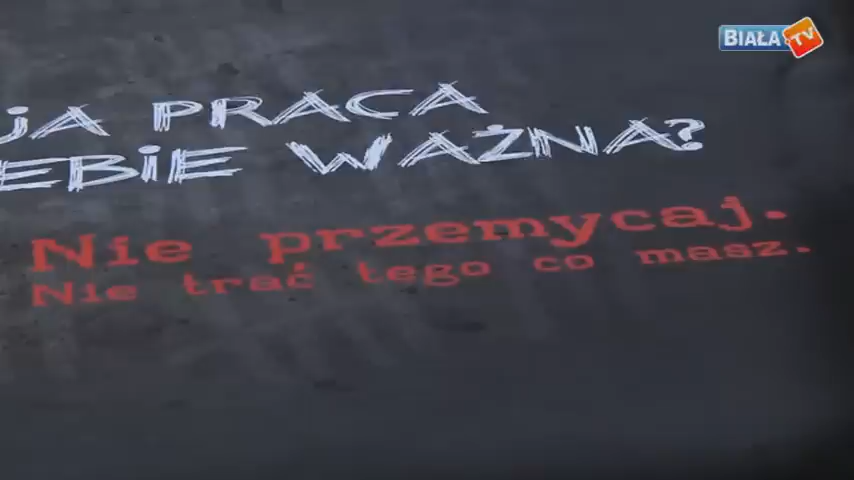 BIAŁA TV
JA PRACA
EBIE WAŻNA?
Nie przemycaj.
Nie trać tego co masz.